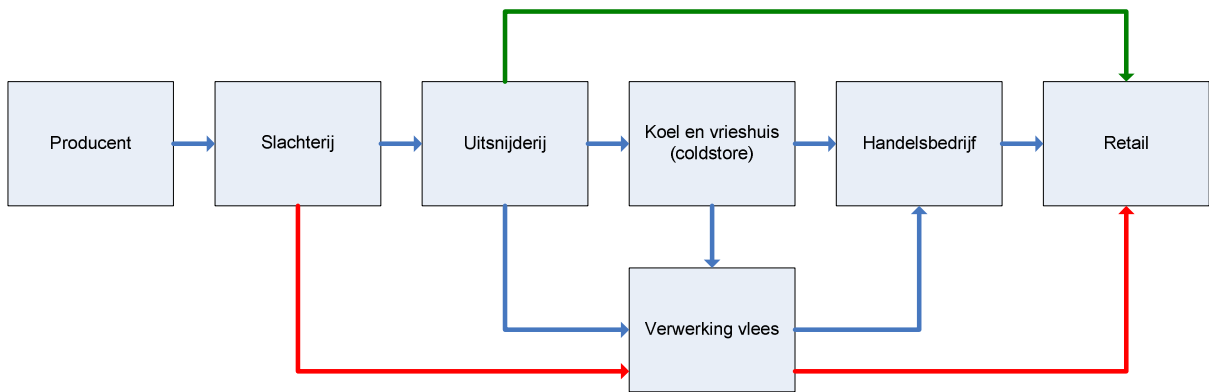 Producent
Slachterij
Uitsnijderij
Koel en vrieshuis
(coldstore)
Handelsbedrijf
Retail
Verwerking vlees